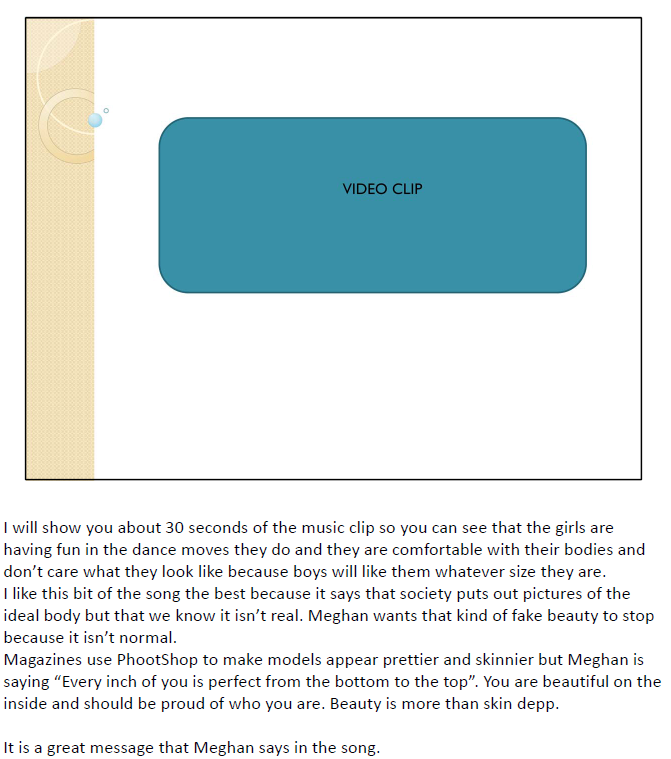 VIDEO CLIP
I will show you about 30 seconds of the music clip so you can see that the girls are
having fun in the dance moves they do and they are comfortable with their bodies and
don’t care what they look like because boys will like them whatever size they are.
I like this bit of the song the best because it says that society puts out pictures of the
ideal body but that we know it isn’t real. Meghan wants that kind of fake beauty to stop
because it isn’t normal.
Magazines use PhootShop to make models appear prettier and skinnier but Meghan is
saying “Every inch of you is perfect from the bottom to the top”. You are beautiful on the
inside and should be proud of who you are. Beauty is more than skin depp.
It is a great message that Meghan says in the song.